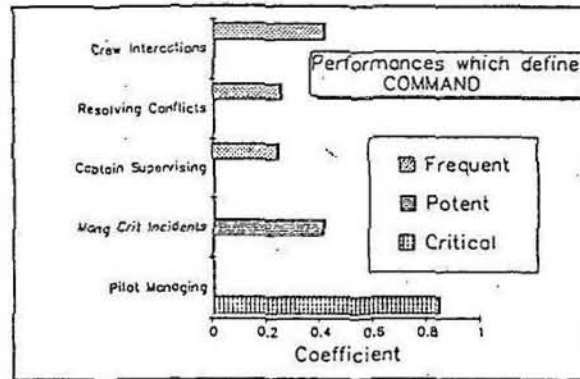 Crew Interactions
Performances which define
COMMAND
Resolving Conflicts
Captain Supervising
Mang Crit Incidents
Pilot Managing
Frequent
Potent
Critical
0 0.2 0.4 0.6 0.8 1
Coefficient